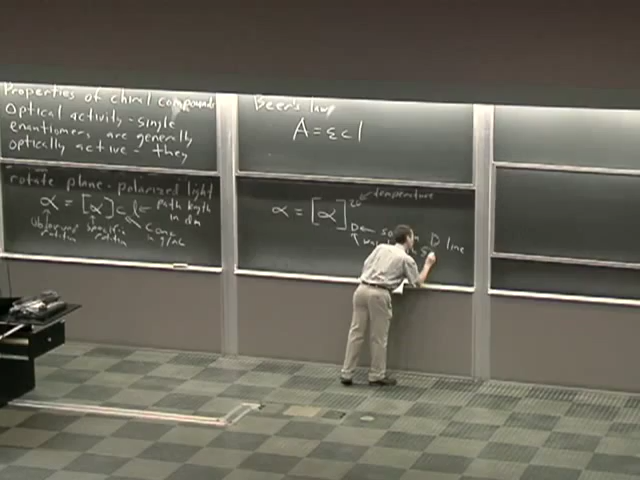 Properties of chiral compounds
Optical activity - single
enantiomers are generally
optically active - they
rotate plane-polarized light
α = [α] c l ← path length
in dm
observed specific conc
rotation rotation in g/mL
Beer's law
A = εcl
α = [α] 20 ← temperature
D ← D line